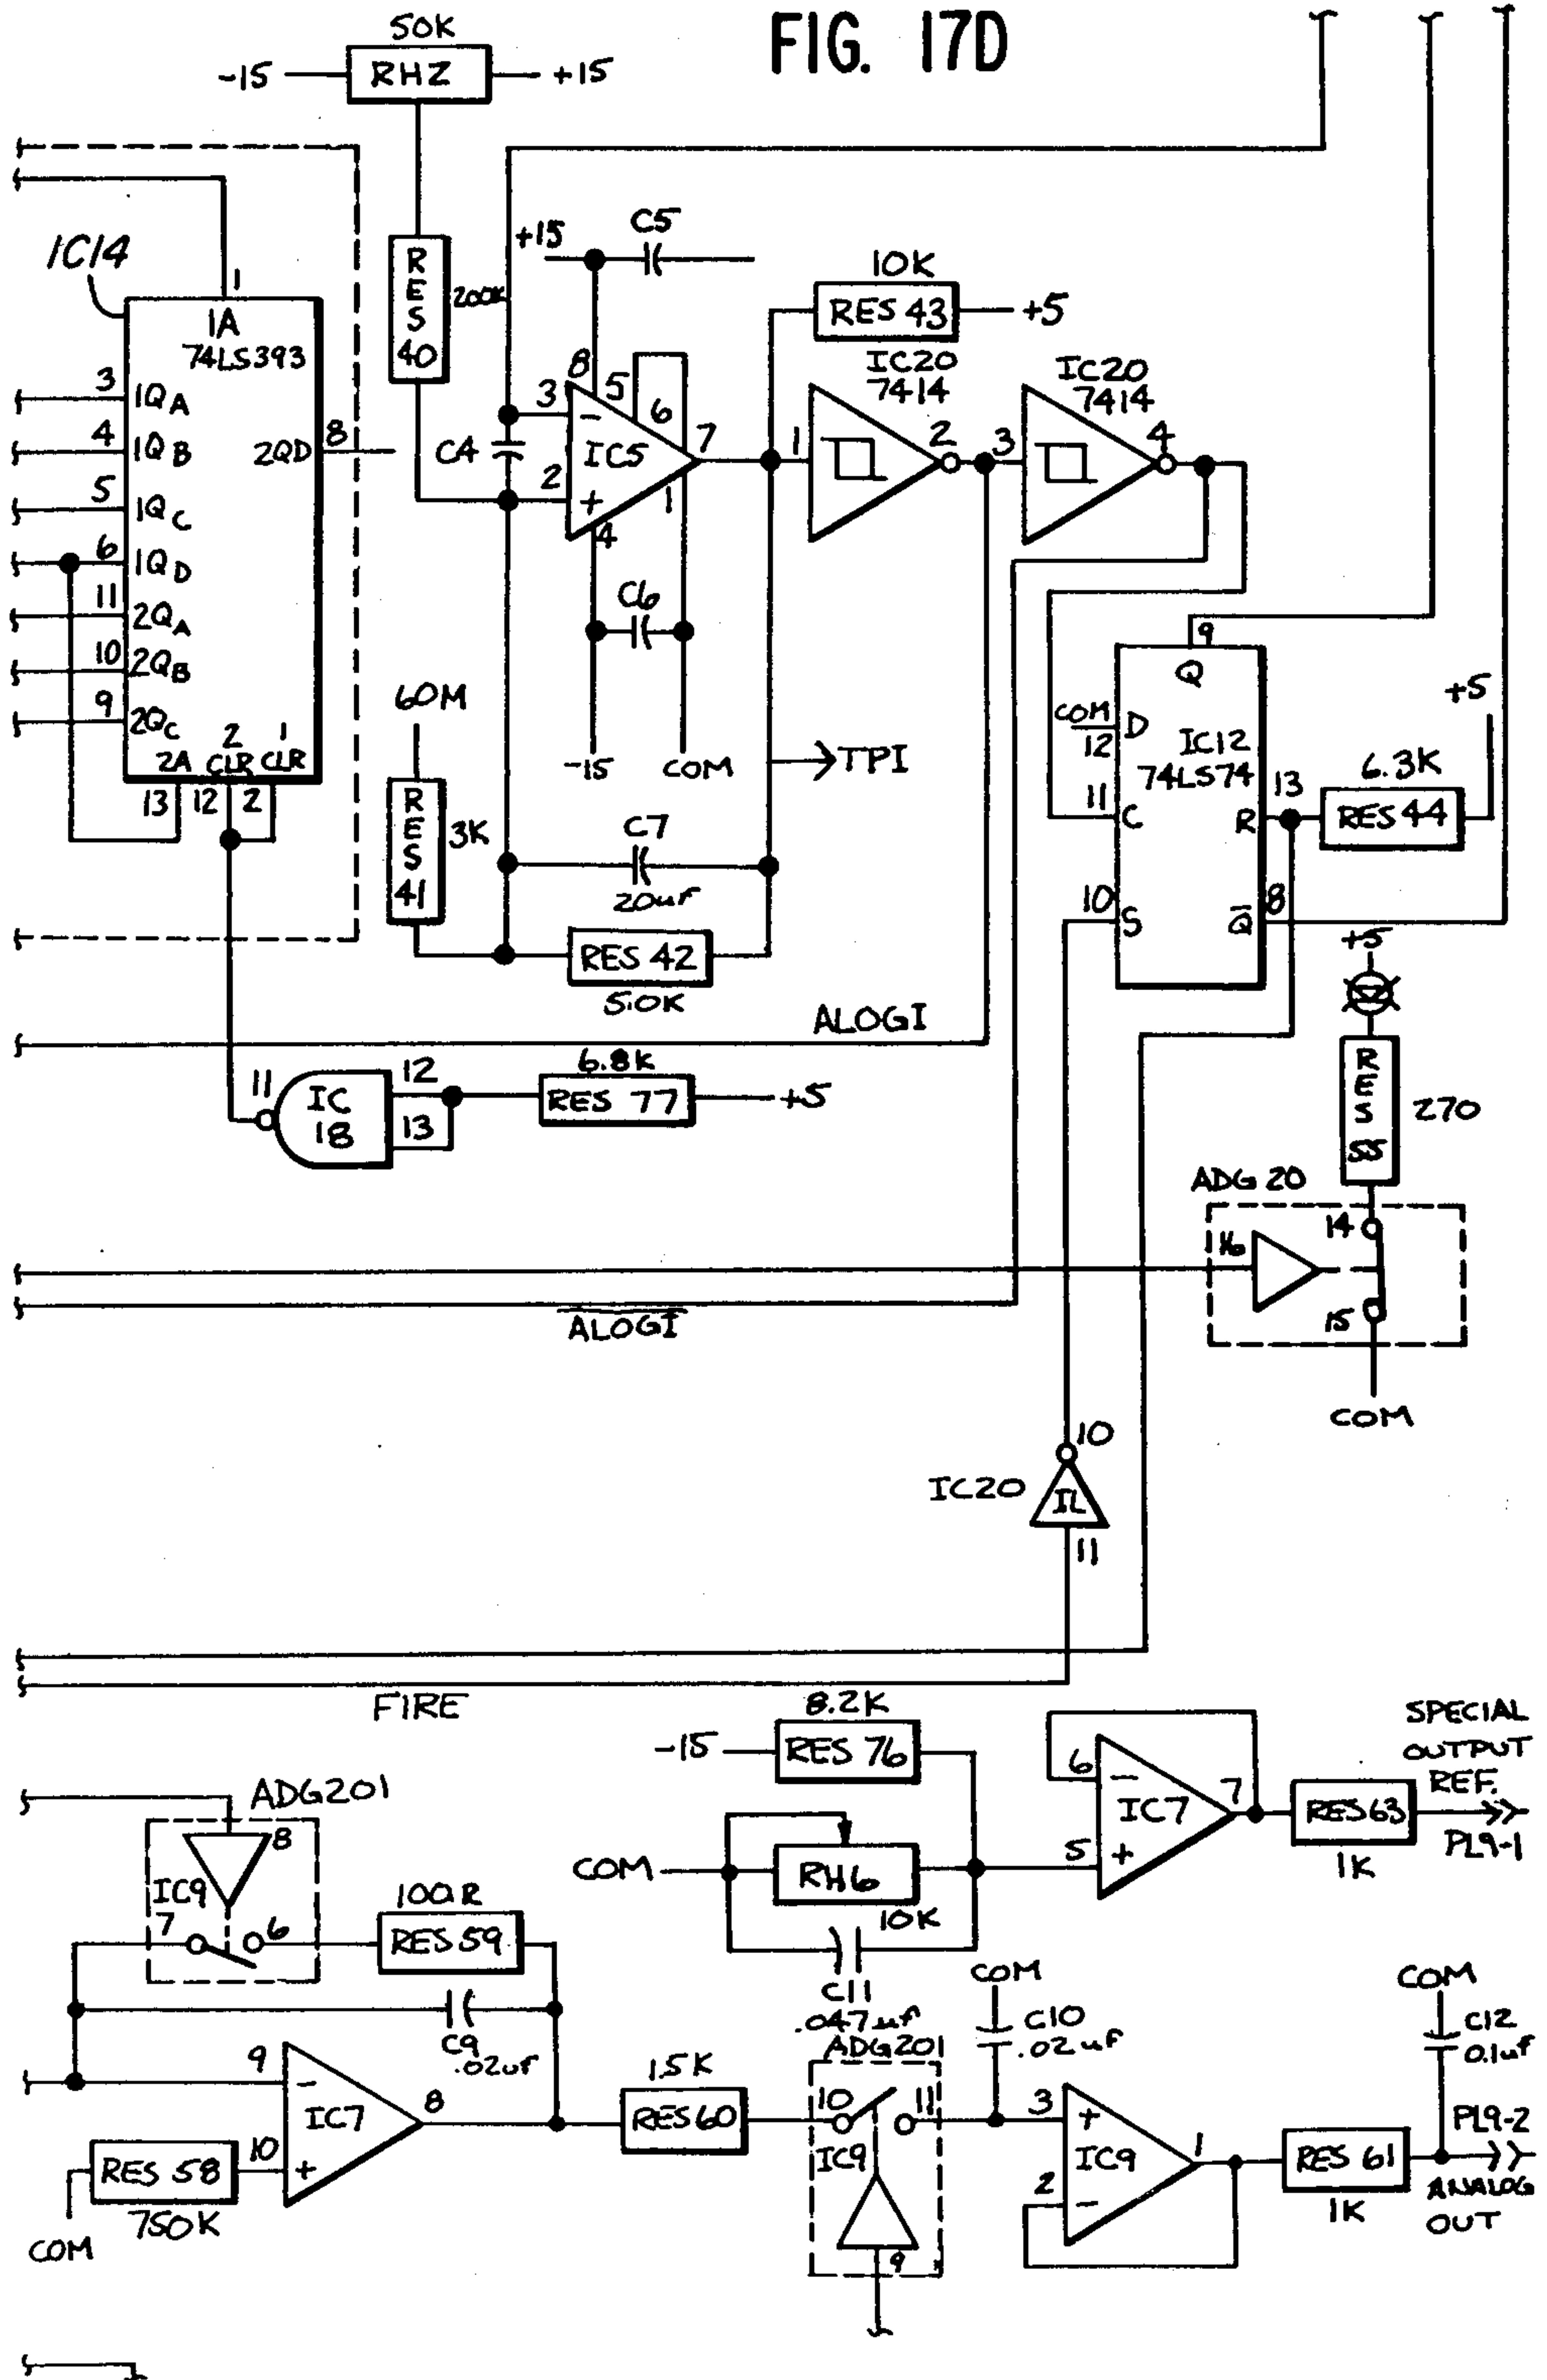 FIG. 17D
50K
-15
RHZ
+15
IC14
1
1A
74LS393
3
1QA
4
1QB
5
1QC
6
1QD
11
2QA
10
2QB
9
2QC
2QD
8
2A
2
CLR
1
CLR
13
12
2
RES
40
200K
+15
C5
8
5
6
3
−
IC5
7
C4
2
+
1
4
C6
-15
COM
10K
RES 43
+5
IC20
7414
1
2
IC20
7414
3
4
60M
RES
41
3K
→TPI
C7
20uf
RES 42
5.0K
9
Q
COM
12
D
IC12
74LS74
11
C
13
R
6.3K
RES 44
+5
10
S
Q̅
8
ALOGI
11
IC
18
12
13
6.8K
RES 77
+5
+5
RES
55
270
ADG 20
16
14
15
COM
A̅L̅O̅G̅I̅
IC20
10
IL
11
FIRE
ADG201
8
IC9
7
6
100R
RES 59
C9
.02uf
9
−
IC7
8
10
+
RES 58
750K
COM
1.5K
RES 60
8.2K
-15
RES 76
COM
RH6
10K
C11
.047uf
6
−
IC7
7
5
+
RES 63
1K
SPECIAL
OUTPUT
REF.
PL9-1
ADG201
10
11
IC9
9
COM
C10
.02uf
3
+
IC9
1
2
−
RES 61
1K
COM
C12
0.1uf
PL9-2
ANALOG
OUT